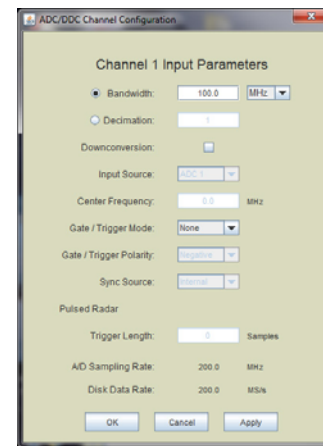 ADC/DDC Channel Configuration
Channel 1 Input Parameters
Bandwidth: 100.0 MHz
Decimation: 1
Downconversion:
Input Source: ADC 1
Center Frequency: 0.0 MHz
Gate / Trigger Mode: None
Gate / Trigger Polarity: Negative
Sync Source: Internal
Pulsed Radar
Trigger Length: 0 Samples
A/D Sampling Rate: 200.0 MHz
Disk Data Rate: 200.0 MS/s
OK Cancel Apply